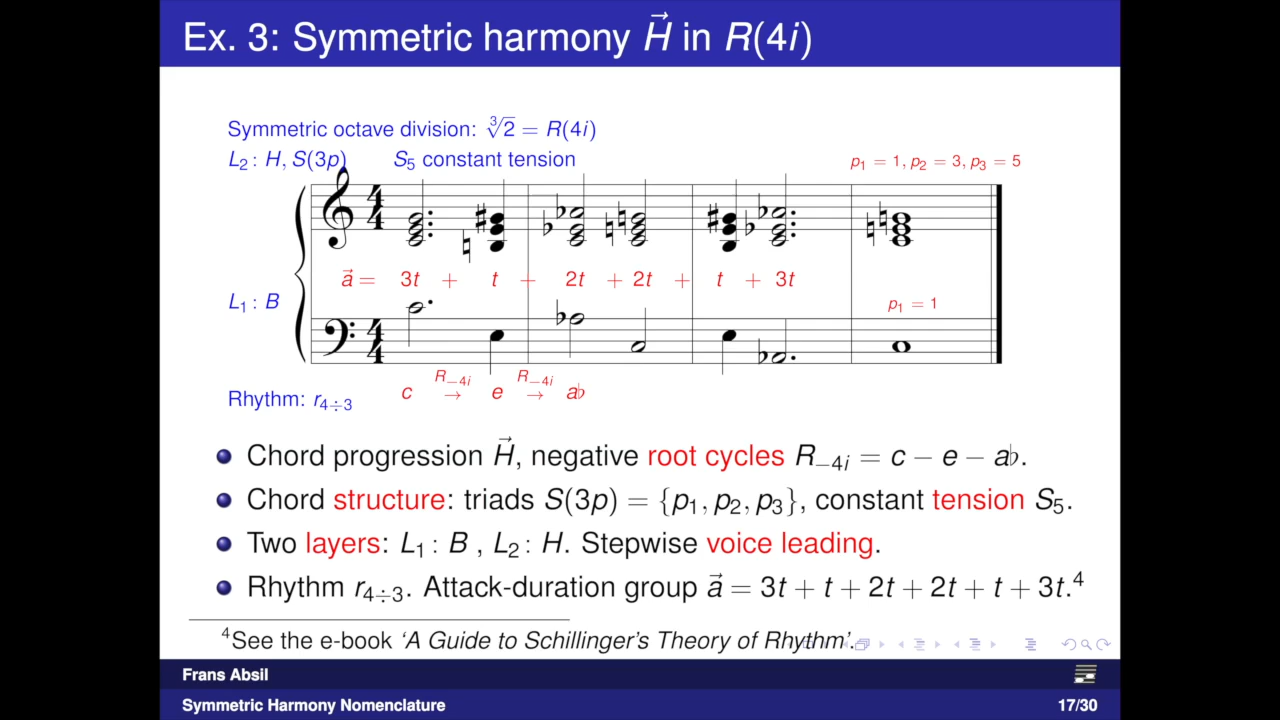 Ex. 3: Symmetric harmony H⃗ in R(4i)
Symmetric octave division: ∛2 = R(4i)
L₂ : H, S(3p) S₅ constant tension p₁ = 1, p₂ = 3, p₃ = 5
4
4
a⃗ = 3t + t + 2t + 2t + t + 3t
L₁ : B p₁ = 1
4
4
R₋₄ᵢ R₋₄ᵢ
c → e → a♭
Rhythm: r₄÷₃
Chord progression H⃗, negative root cycles R₋₄ᵢ = c − e − a♭.
Chord structure: triads S(3p) = {p₁, p₂, p₃}, constant tension S₅.
Two layers: L₁ : B , L₂ : H. Stepwise voice leading.
Rhythm r₄÷₃. Attack-duration group a⃗ = 3t + t + 2t + 2t + t + 3t.⁴
⁴See the e-book ‘A Guide to Schillinger’s Theory of Rhythm’.
Frans Absil
Symmetric Harmony Nomenclature 17/30